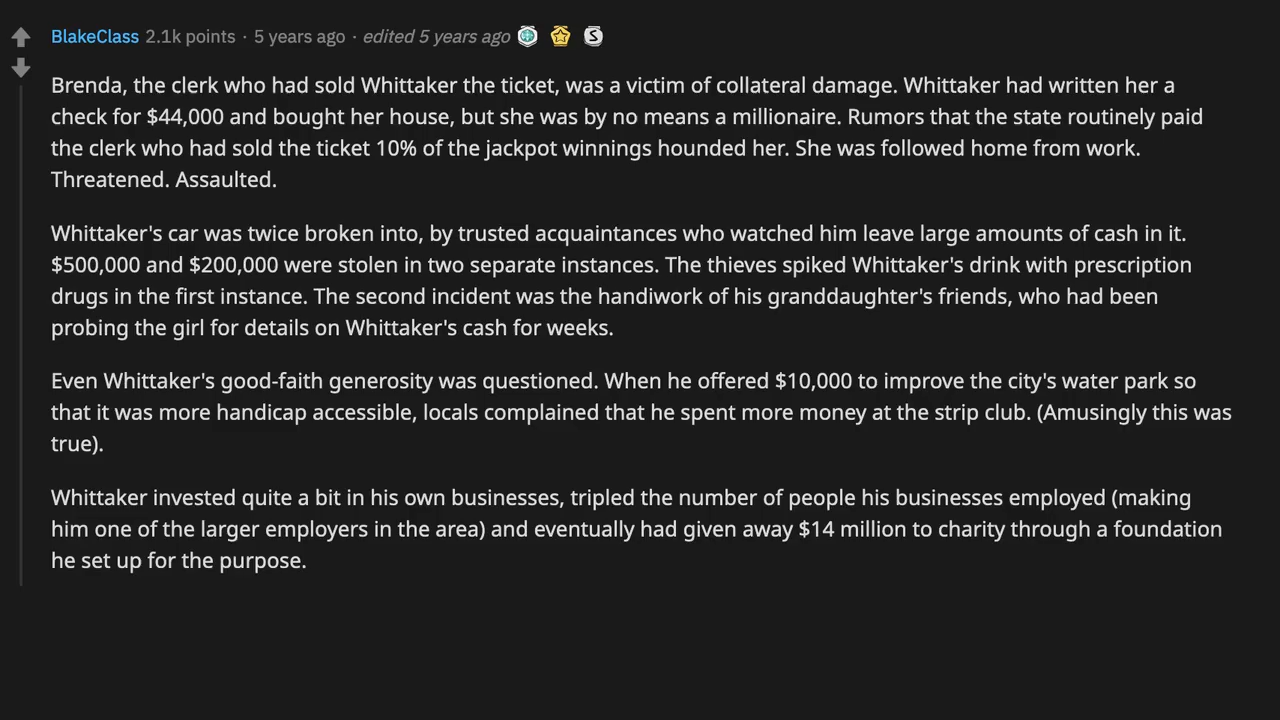 BlakeClass 2.1k points · 5 years ago · edited 5 years ago
Brenda, the clerk who had sold Whittaker the ticket, was a victim of collateral damage. Whittaker had written her a
check for $44,000 and bought her house, but she was by no means a millionaire. Rumors that the state routinely paid
the clerk who had sold the ticket 10% of the jackpot winnings hounded her. She was followed home from work.
Threatened. Assaulted.
Whittaker's car was twice broken into, by trusted acquaintances who watched him leave large amounts of cash in it.
$500,000 and $200,000 were stolen in two separate instances. The thieves spiked Whittaker's drink with prescription
drugs in the first instance. The second incident was the handiwork of his granddaughter's friends, who had been
probing the girl for details on Whittaker's cash for weeks.
Even Whittaker's good-faith generosity was questioned. When he offered $10,000 to improve the city's water park so
that it was more handicap accessible, locals complained that he spent more money at the strip club. (Amusingly this was
true).
Whittaker invested quite a bit in his own businesses, tripled the number of people his businesses employed (making
him one of the larger employers in the area) and eventually had given away $14 million to charity through a foundation
he set up for the purpose.